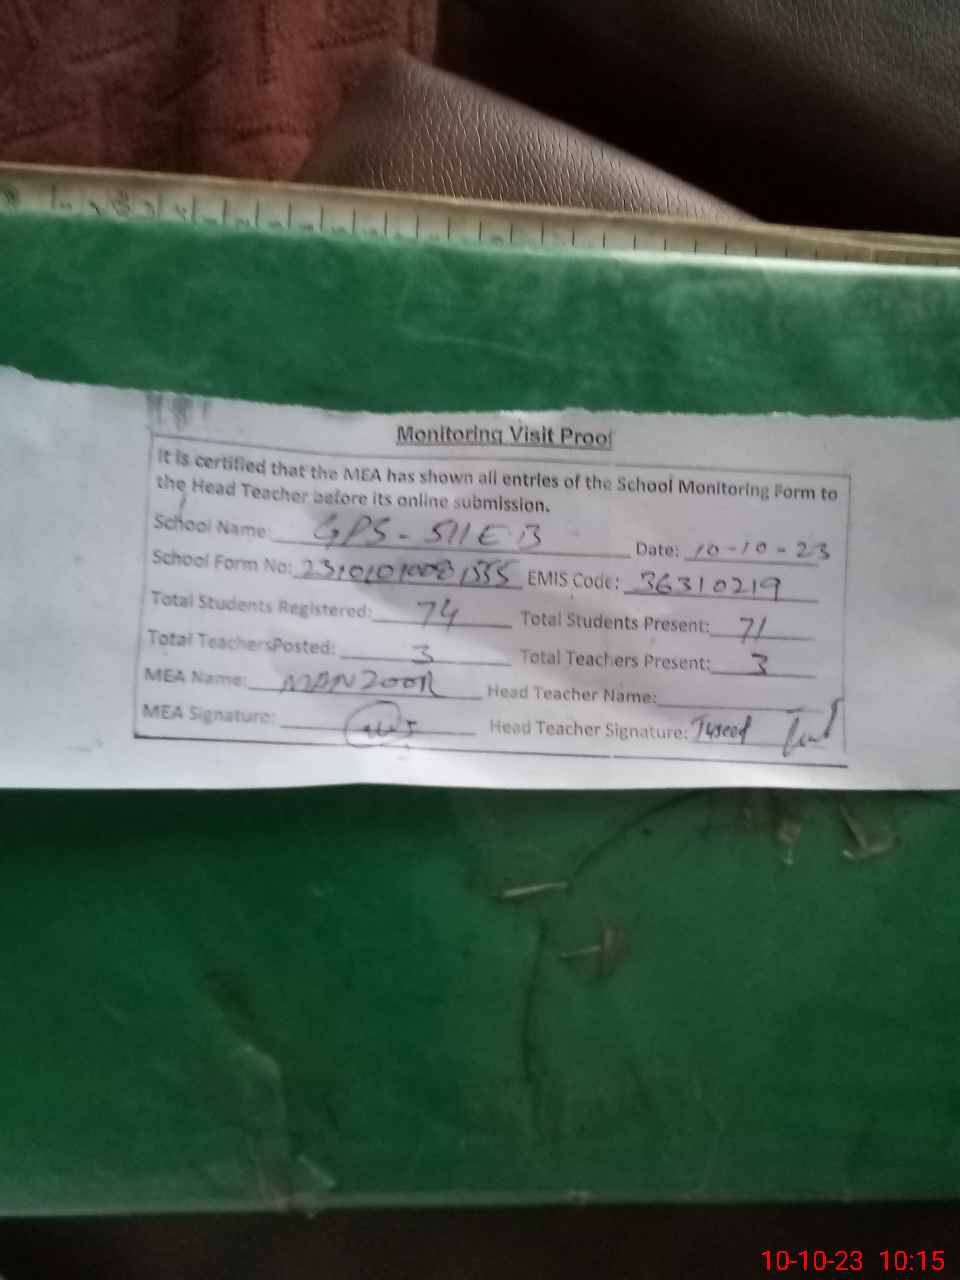 Monitoring Visit Proof
It is certified that the MEA has shown all entries of the School Monitoring Form to
the Head Teacher before its online submission.
School Name: GPS - 511 EB Date: 10-10-23
School Form No: EMIS Code: 36310219
Total Students Registered: 74 Total Students Present: 71
Total TeachersPosted: 3 Total Teachers Present: 3
MEA Name: MANZOOR Head Teacher Name:
MEA Signature: Head Teacher Signature:
10-10-23 10:15